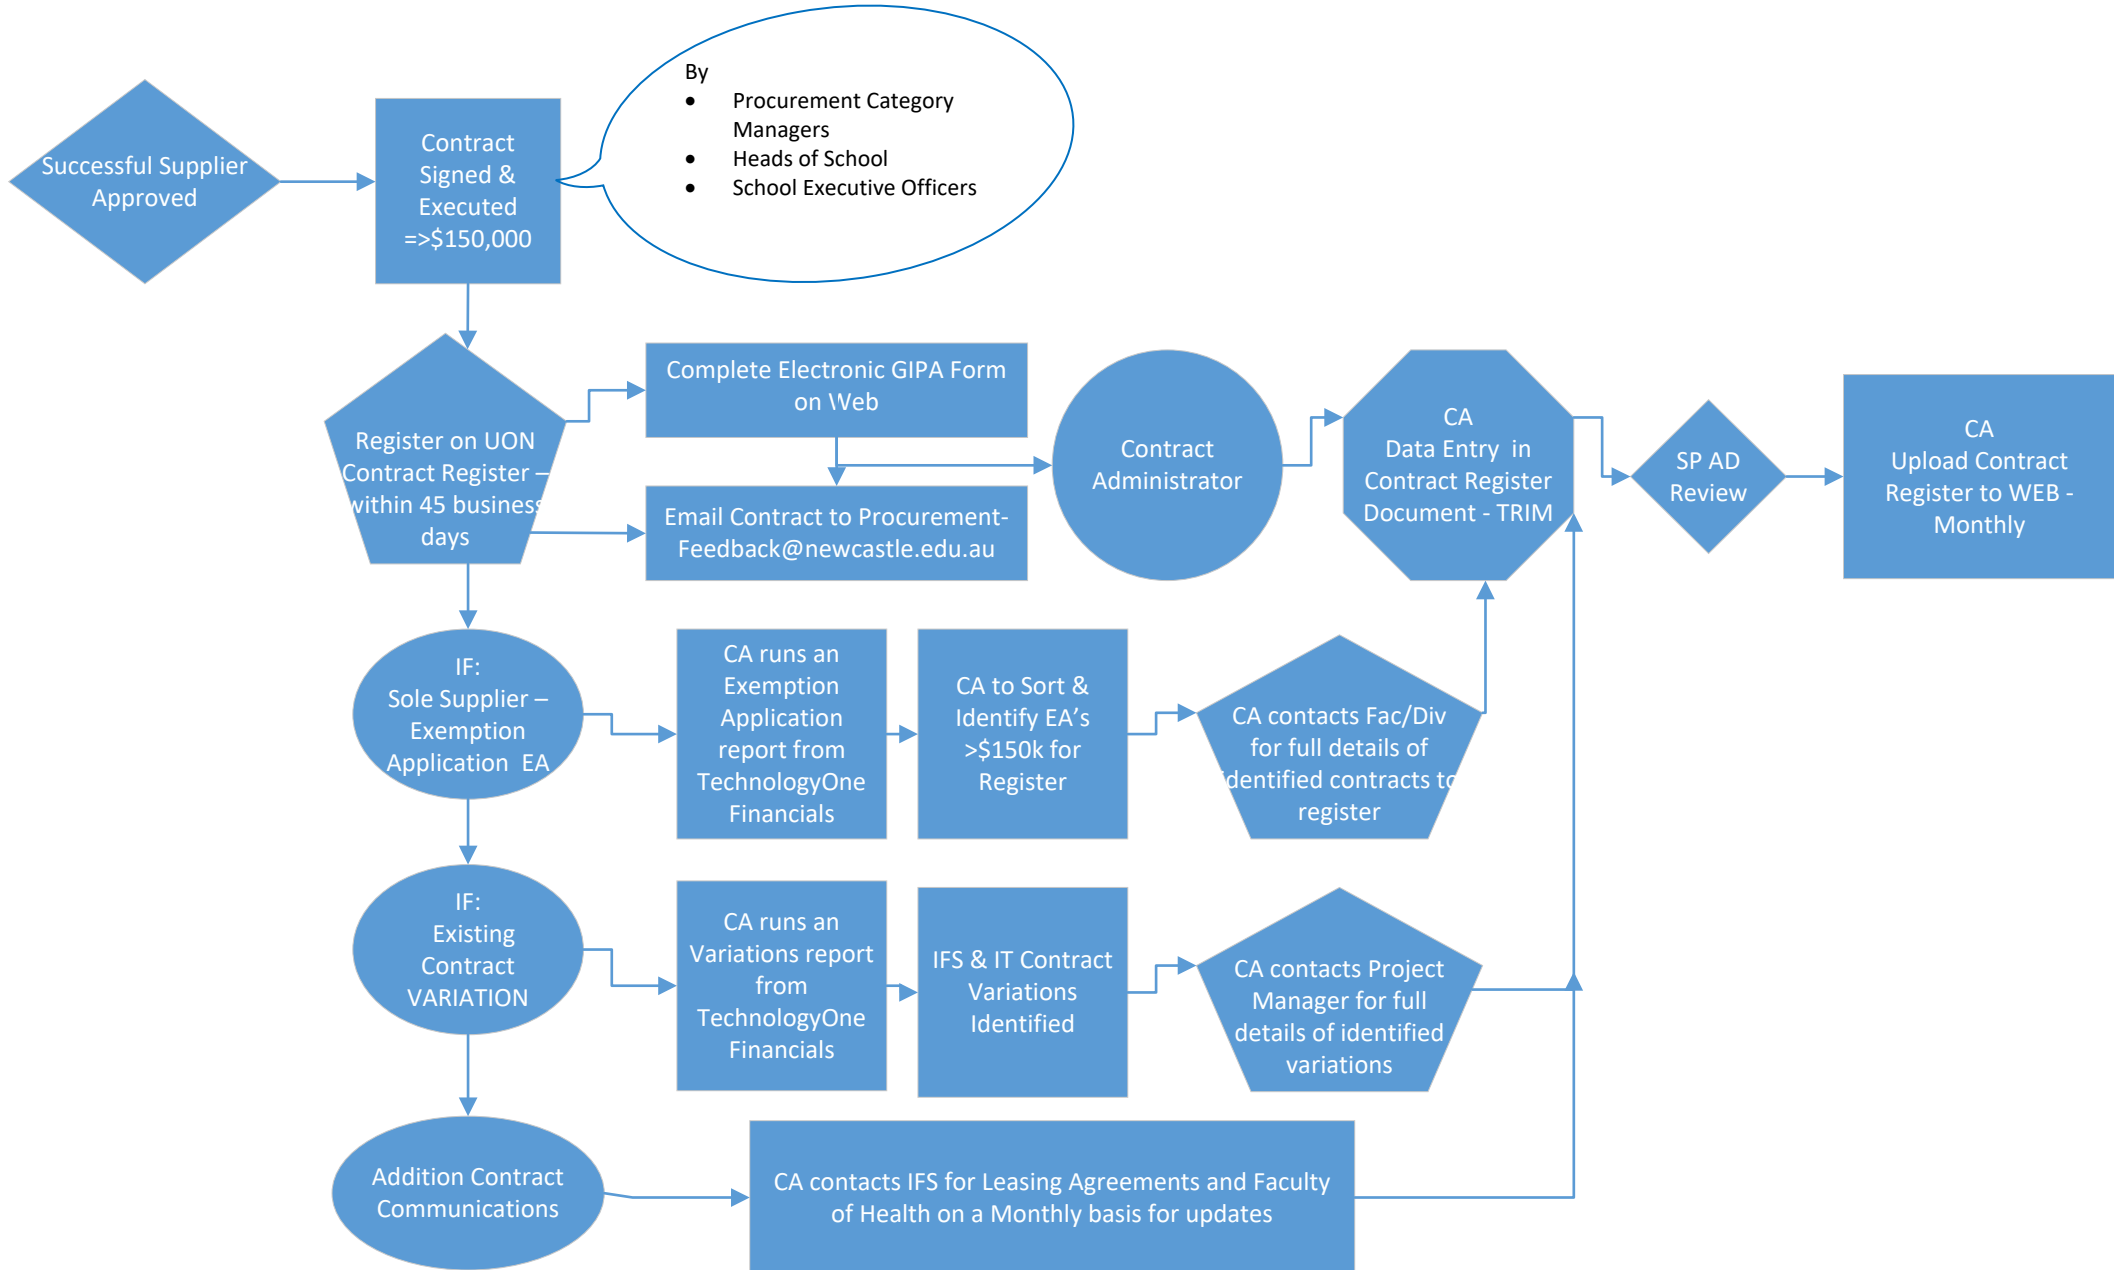 Successful Supplier
Approved
Contract
Signed &
Executed
=>$150,000
By
• Procurement Category
Managers
• Heads of School
• School Executive Officers
Register on UON
Contract Register –
within 45 business
days
Complete Electronic GIPA Form
on Web
Email Contract to Procurement-
Feedback@newcastle.edu.au
Contract
Administrator
CA
Data Entry in
Contract Register
Document - TRIM
SP AD
Review
CA
Upload Contract
Register to WEB -
Monthly
IF:
Sole Supplier –
Exemption
Application EA
CA runs an
Exemption
Application
report from
TechnologyOne
Financials
CA to Sort &
Identify EA’s
>$150k for
Register
CA contacts Fac/Div
for full details of
identified contracts to
register
IF:
Existing
Contract
VARIATION
CA runs an
Variations report
from
TechnologyOne
Financials
IFS & IT Contract
Variations
Identified
CA contacts Project
Manager for full
details of identified
variations
Addition Contract
Communications
CA contacts IFS for Leasing Agreements and Faculty
of Health on a Monthly basis for updates